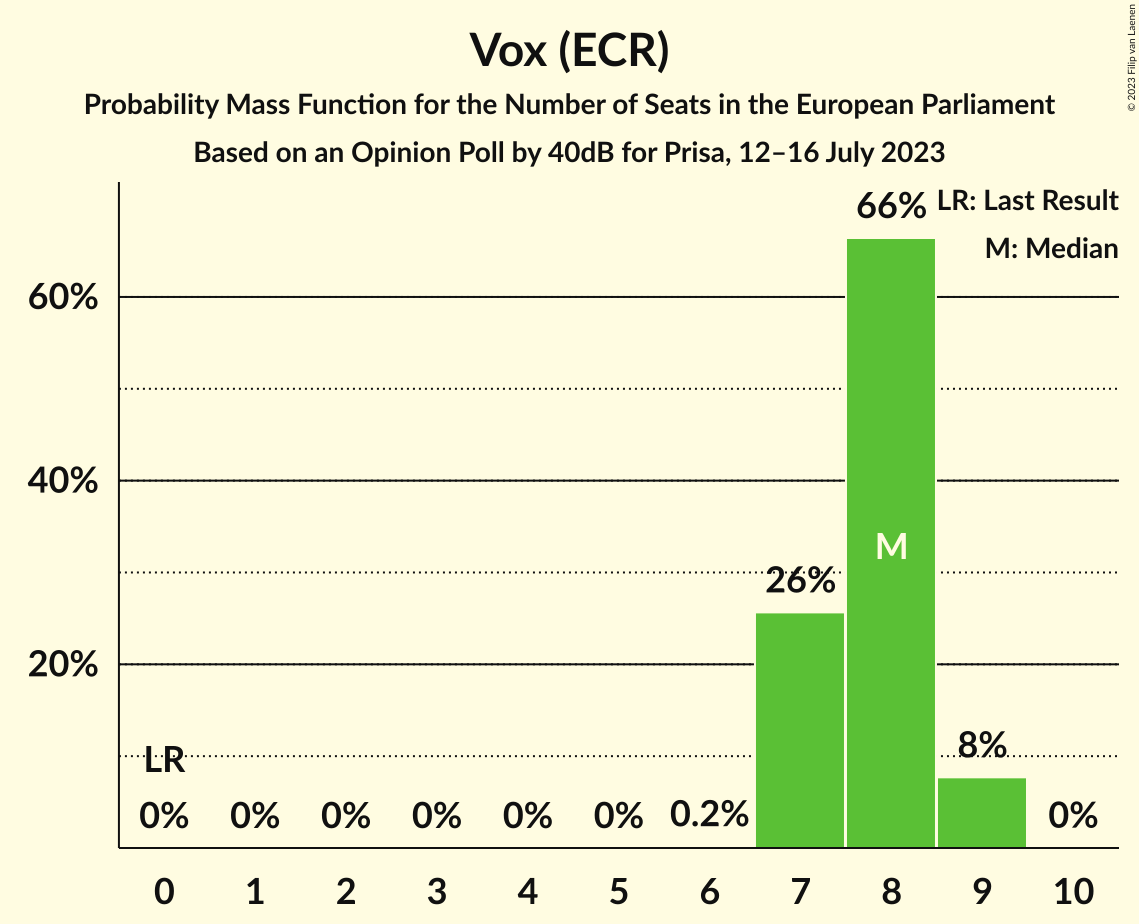 Vox (ECR)
Probability Mass Function for the Number of Seats in the European Parliament
Based on an Opinion Poll by 40dB for Prisa, 12–16 July 2023
© 2023 Filip van Laenen
LR: Last Result
M: Median
66%
60%
40%
M
26%
20%
LR
8%
0% 0% 0% 0% 0% 0% 0.2% 0%
0 1 2 3 4 5 6 7 8 9 10